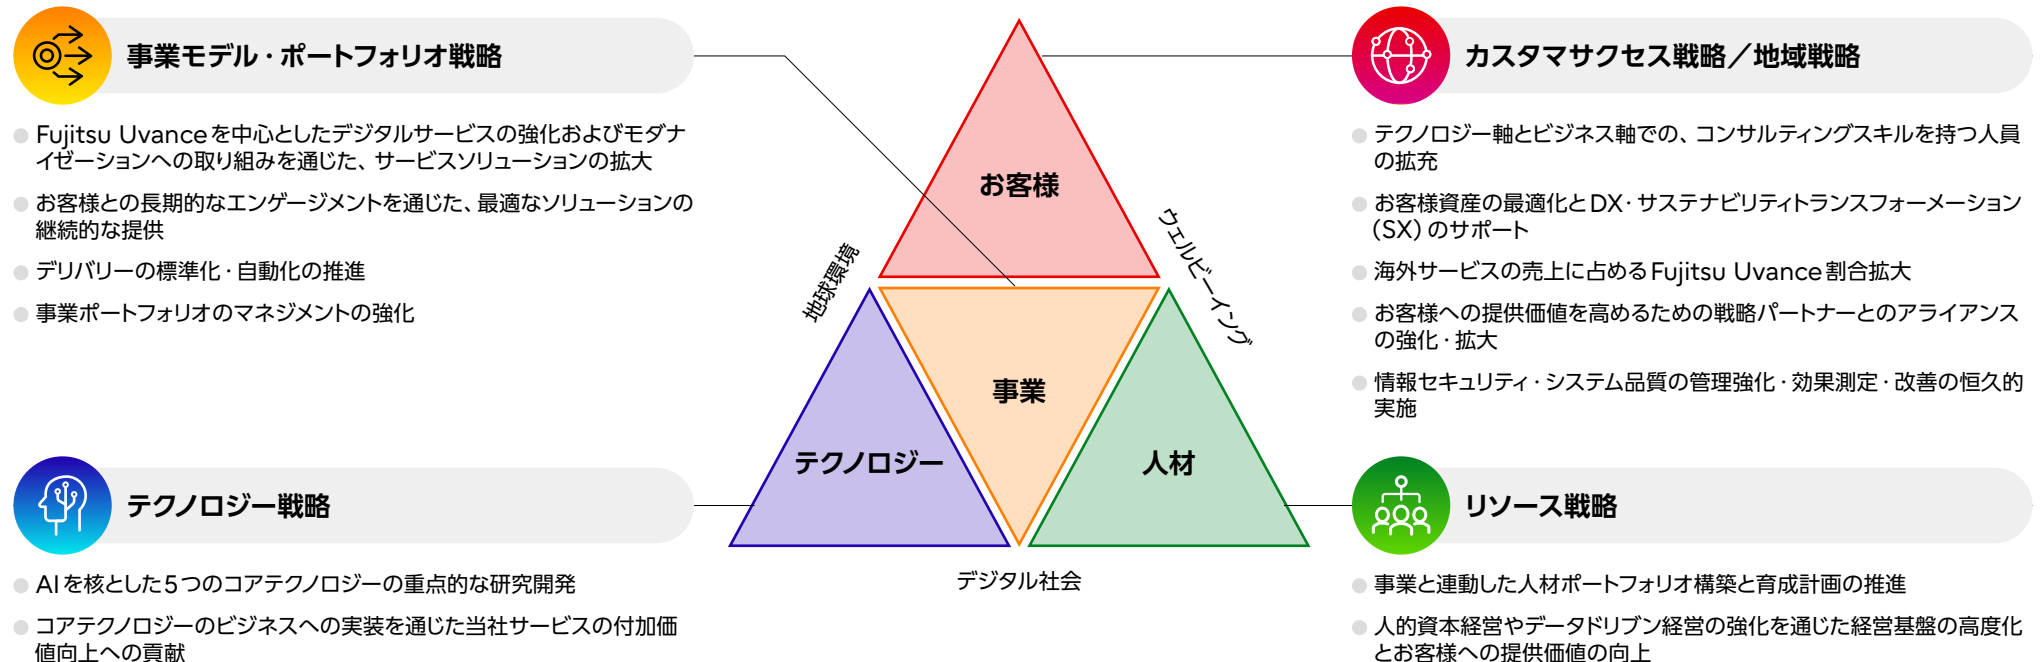 事業モデル・ポートフォリオ戦略
Fujitsu Uvanceを中心としたデジタルサービスの強化およびモダナ
イゼーションへの取り組みを通じた、サービスソリューションの拡大
お客様との長期的なエンゲージメントを通じた、最適なソリューションの
継続的な提供
デリバリーの標準化・自動化の推進
事業ポートフォリオのマネジメントの強化
テクノロジー戦略
AIを核とした5つのコアテクノロジーの重点的な研究開発
コアテクノロジーのビジネスへの実装を通じた当社サービスの付加価
値向上への貢献
お客様
地球環境
ウェルビーイング
事業
テクノロジー
人材
デジタル社会
カスタマサクセス戦略／地域戦略
テクノロジー軸とビジネス軸での、コンサルティングスキルを持つ人員
の拡充
お客様資産の最適化とDX・サステナビリティトランスフォーメーション
（SX）のサポート
海外サービスの売上に占めるFujitsu Uvance割合拡大
お客様への提供価値を高めるための戦略パートナーとのアライアンス
の強化・拡大
情報セキュリティ・システム品質の管理強化・効果測定・改善の恒久的
実施
リソース戦略
事業と連動した人材ポートフォリオ構築と育成計画の推進
人的資本経営やデータドリブン経営の強化を通じた経営基盤の高度化
とお客様への提供価値の向上